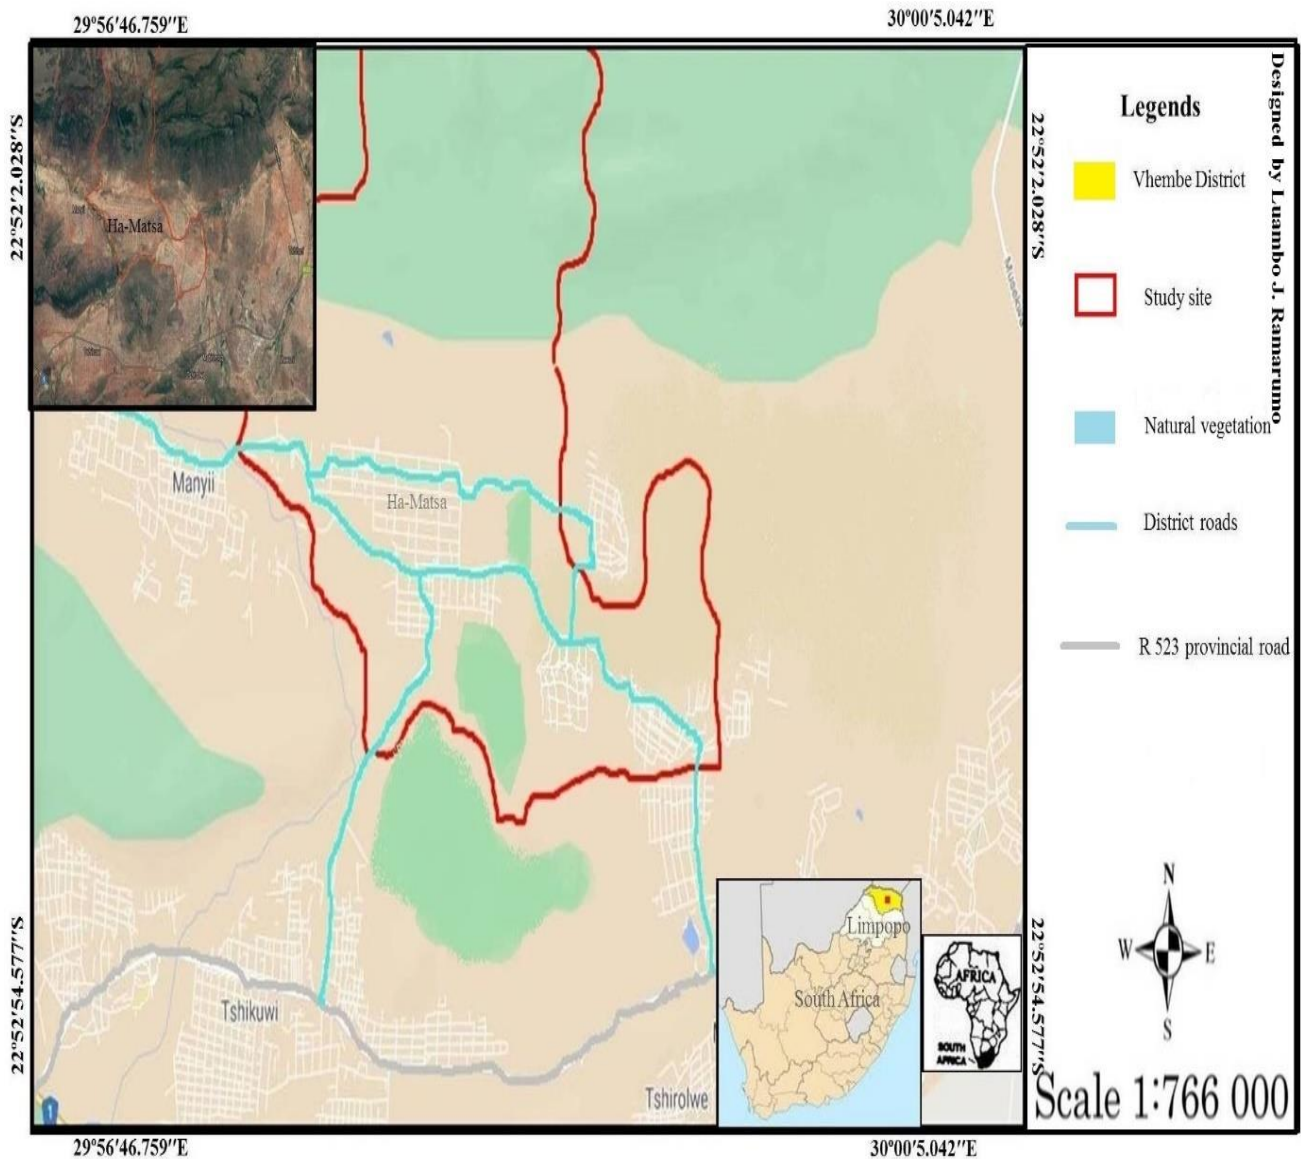 29°56'46.759"E
30°00'5.042"E
22°52'2.028"S
Ha-Matsa
22°52'2.028"S
Legends
Vhembe District
Study site
Natural vegetation
District roads
R 523 provincial road
Designed by Luambo J. Ramarumo
Manyii
Ha-Matsa
Tshikuwi
Tshirolwe
1
Limpopo
South Africa
AFRICA
SOUTH
AFRICA
N
W
E
S
22°52'54.577"S
22°52'54.577"S
Scale 1:766 000
29°56'46.759"E
30°00'5.042"E